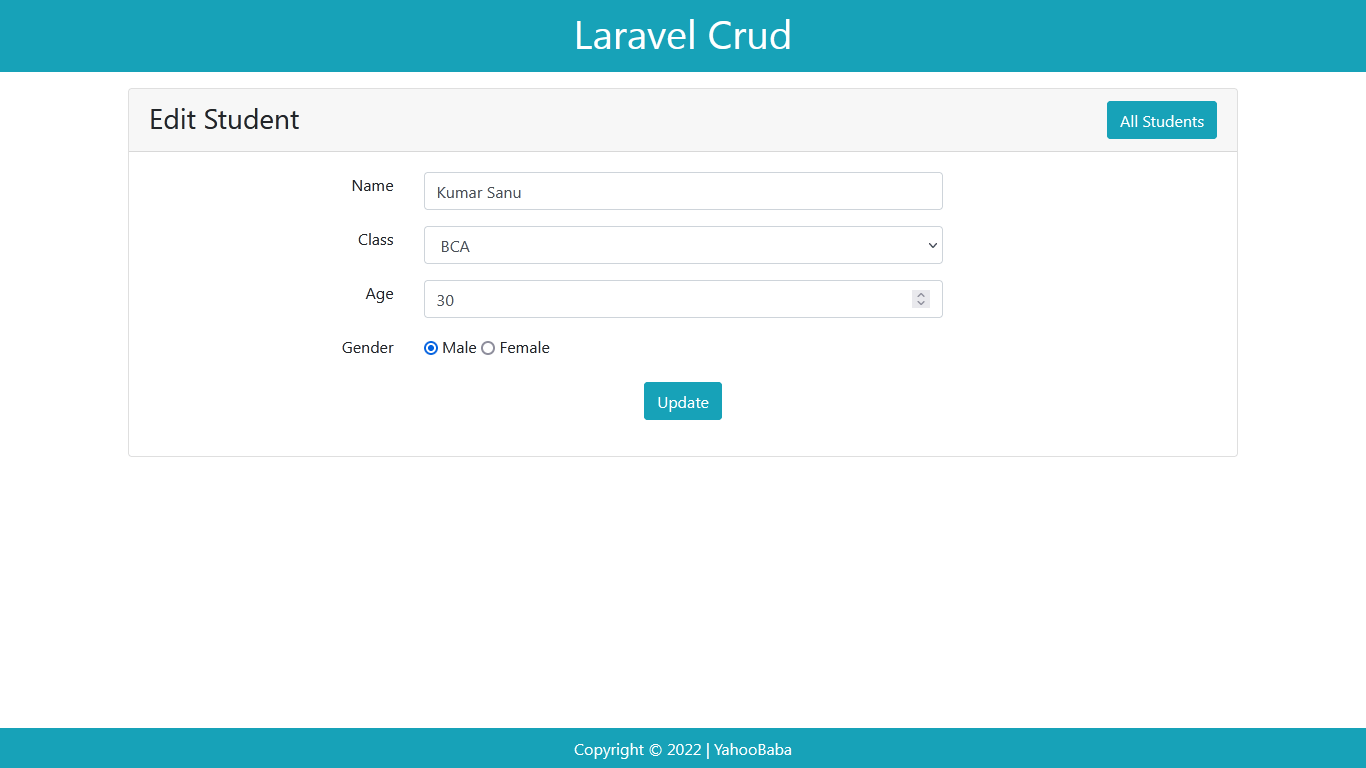 Laravel Crud
Edit Student
All Students
Name
Kumar Sanu
Class
BCA
Age
30
Gender
Male Female
Update
Copyright © 2022 | YahooBaba